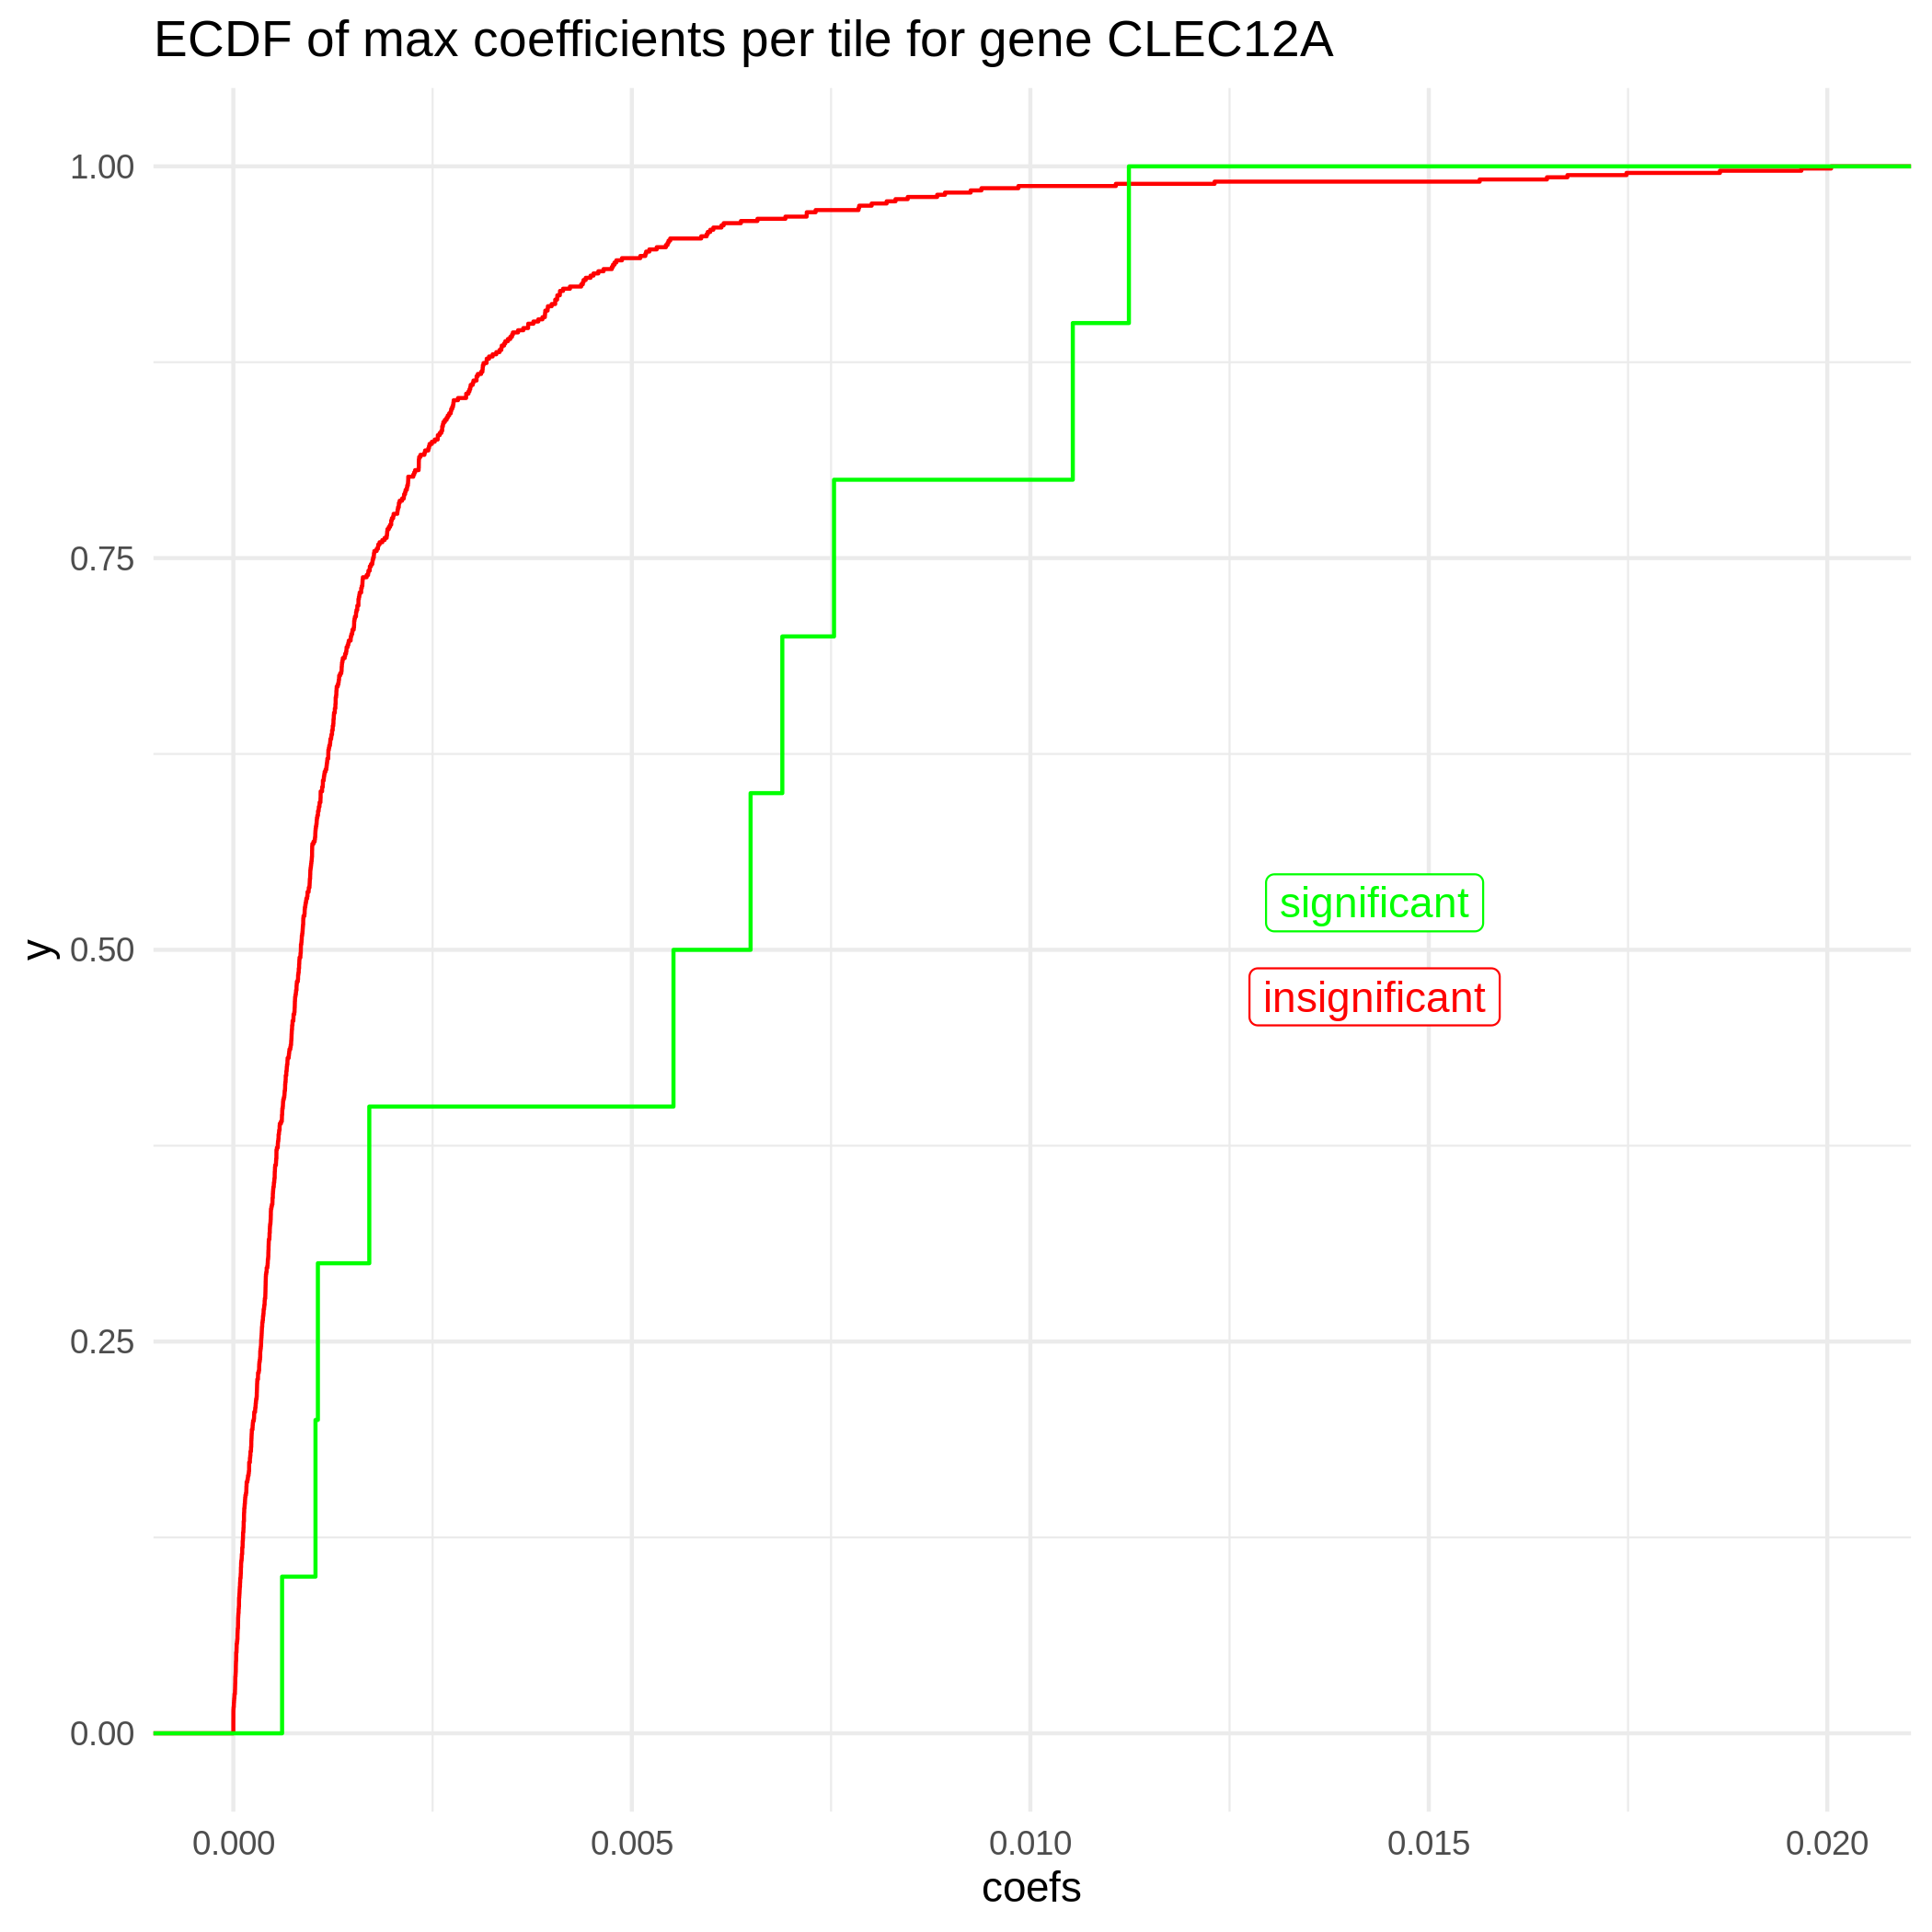 ECDF of max coefficients per tile for gene CLEC12A
1.00
0.75
0.50
0.25
0.00
y
significant
insignificant
0.000 0.005 0.010 0.015 0.020
coefs